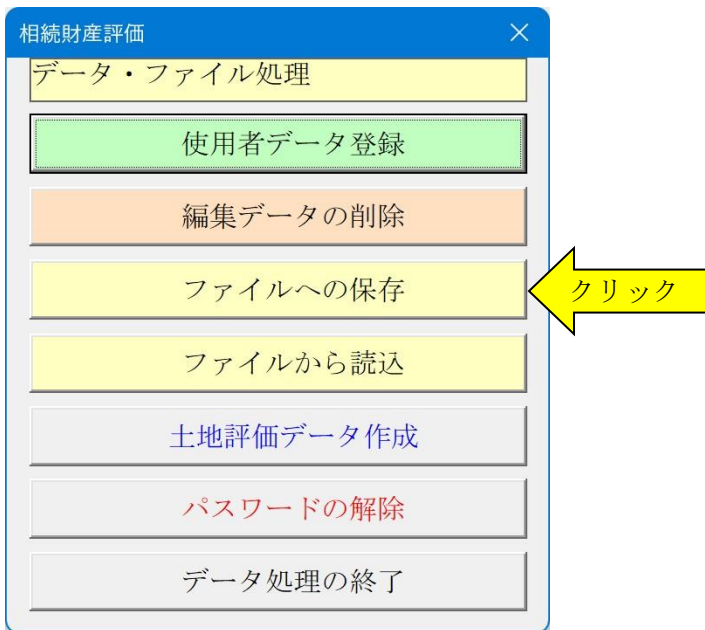 相続財産評価
データ・ファイル処理
使用者データ登録
編集データの削除
ファイルへの保存
クリック
ファイルから読込
土地評価データ作成
パスワードの解除
データ処理の終了